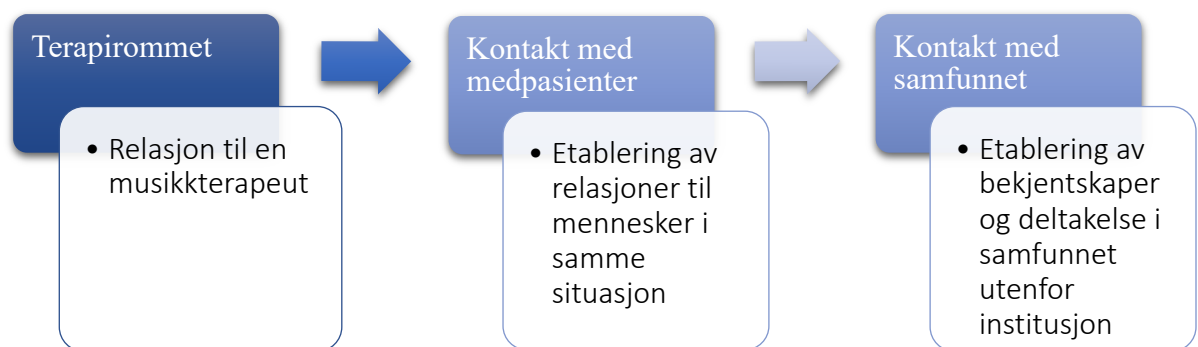 Terapirommet
• Relasjon til en
musikkterapeut
Kontakt med
medpasienter
• Etablering av
relasjoner til
mennesker i
samme
situasjon
Kontakt med
samfunnet
• Etablering av
bekjentskaper
og deltakelse i
samfunnet
utenfor
institusjon